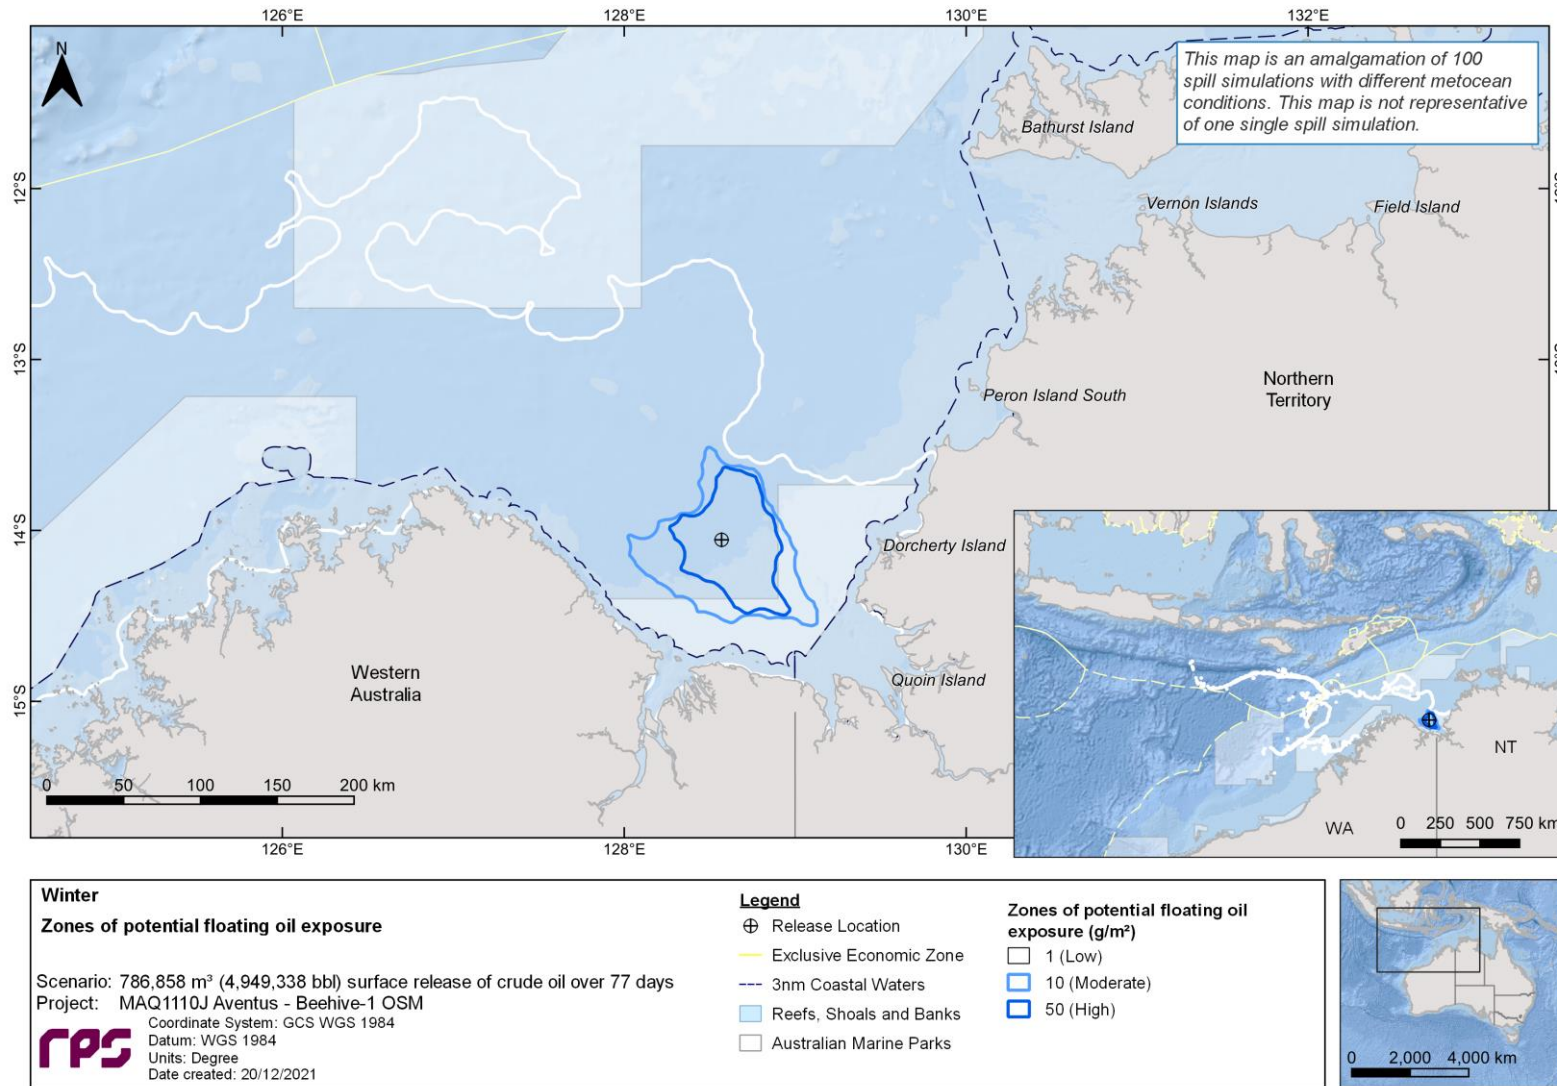 126°E
128°E
130°E
132°E
N
This map is an amalgamation of 100
spill simulations with different metocean
conditions. This map is not representative
of one single spill simulation.
Bathurst Island
12°S
Vernon Islands
Field Island
13°S
Peron Island South
Northern
Territory
14°S
Dorcherty Island
Western
Australia
Quoin Island
15°S
0 50 100 150 200 km
NT
WA
0 250 500 750 km
126°E
128°E
130°E
Winter
Zones of potential floating oil exposure
Scenario: 786,858 m³ (4,949,338 bbl) surface release of crude oil over 77 days
Project: MAQ1110J Aventus - Beehive-1 OSM
rps
Coordinate System: GCS WGS 1984
Datum: WGS 1984
Units: Degree
Date created: 20/12/2021
Legend
Release Location
Exclusive Economic Zone
3nm Coastal Waters
Reefs, Shoals and Banks
Australian Marine Parks
Zones of potential floating oil
exposure (g/m²)
1 (Low)
10 (Moderate)
50 (High)
0 2,000 4,000 km